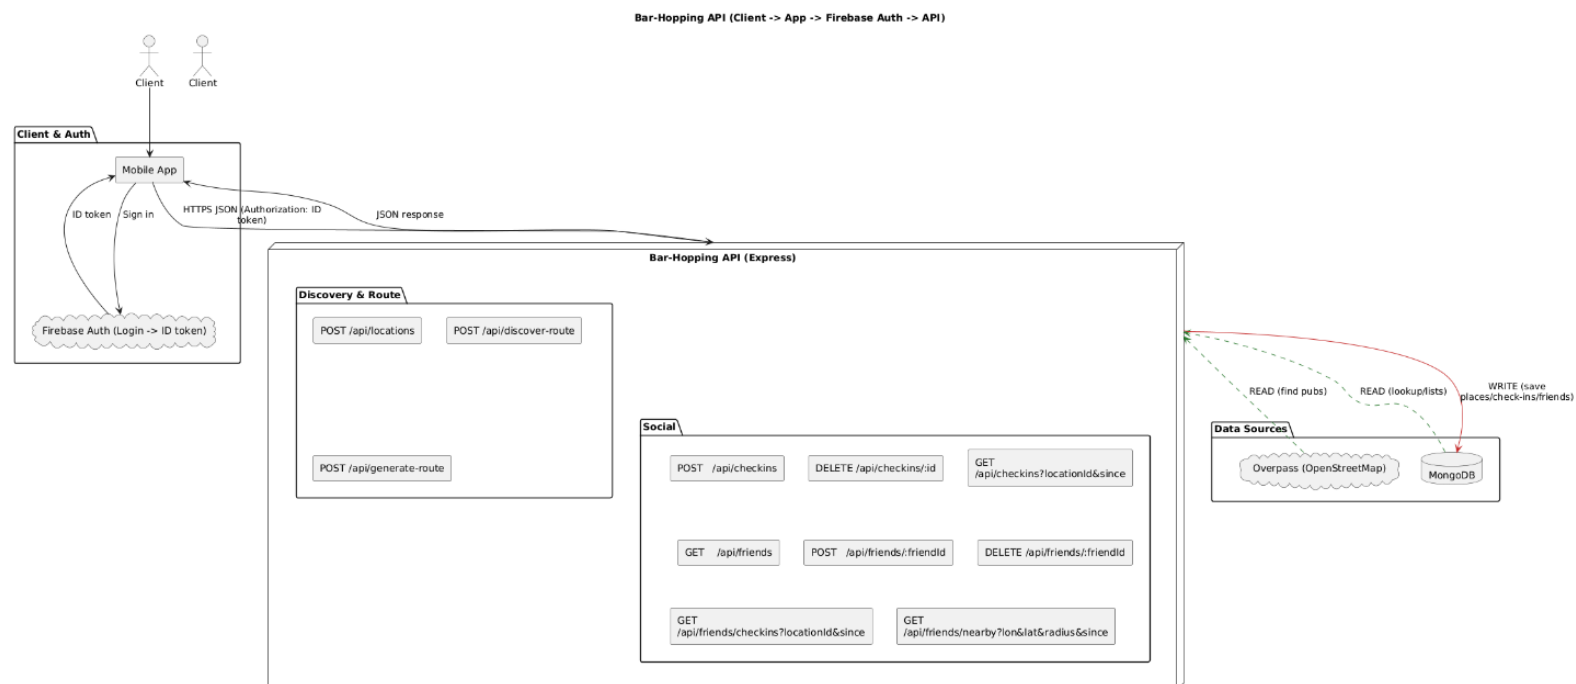 Bar-Hopping API (Client -> App -> Firebase Auth -> API)
Client
Client
Client & Auth
Mobile App
ID token
Sign in
HTTPS JSON (Authorization: ID
token)
JSON response
Firebase Auth (Login -> ID token)
Bar-Hopping API (Express)
Discovery & Route
POST /api/locations
POST /api/discover-route
POST /api/generate-route
Social
POST /api/checkins
DELETE /api/checkins/:id
GET
/api/checkins?locationId&since
GET /api/friends
POST /api/friends/:friendId
DELETE /api/friends/:friendId
GET
/api/friends/checkins?locationId&since
GET
/api/friends/nearby?lon&lat&radius&since
READ (find pubs)
READ (lookup/lists)
WRITE (save
places/check-ins/friends)
Data Sources
Overpass (OpenStreetMap)
MongoDB